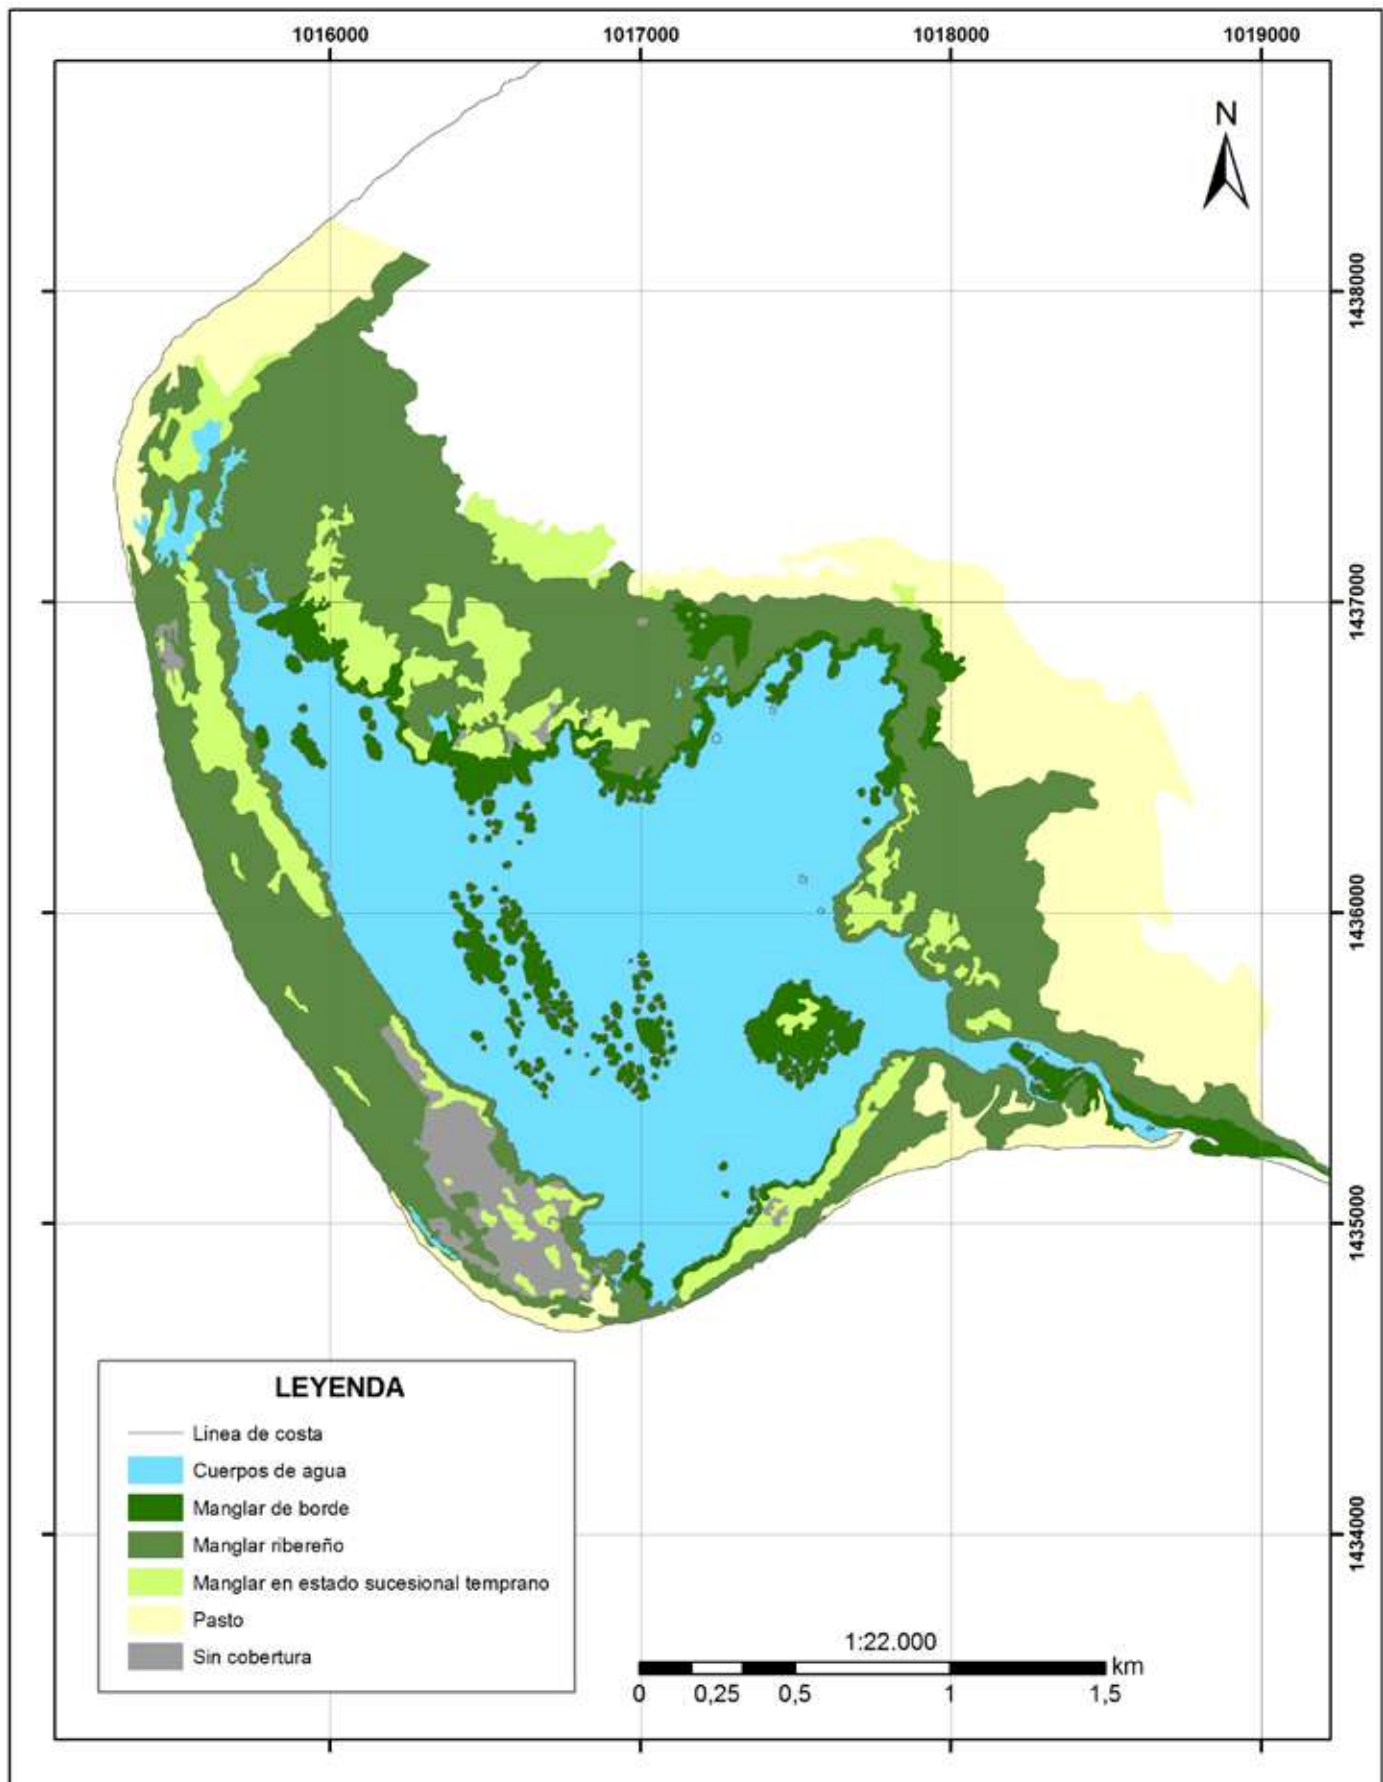 1016000 1017000 1018000 1019000
N
1438000
1437000
1436000
1435000
1434000
LEYENDA
Linea de costa
Cuerpos de agua
Manglar de borde
Manglar ribereño
Manglar en estado sucesional temprano
Pasto
Sin cobertura
1:22.000
km
0 0,25 0,5 1 1,5